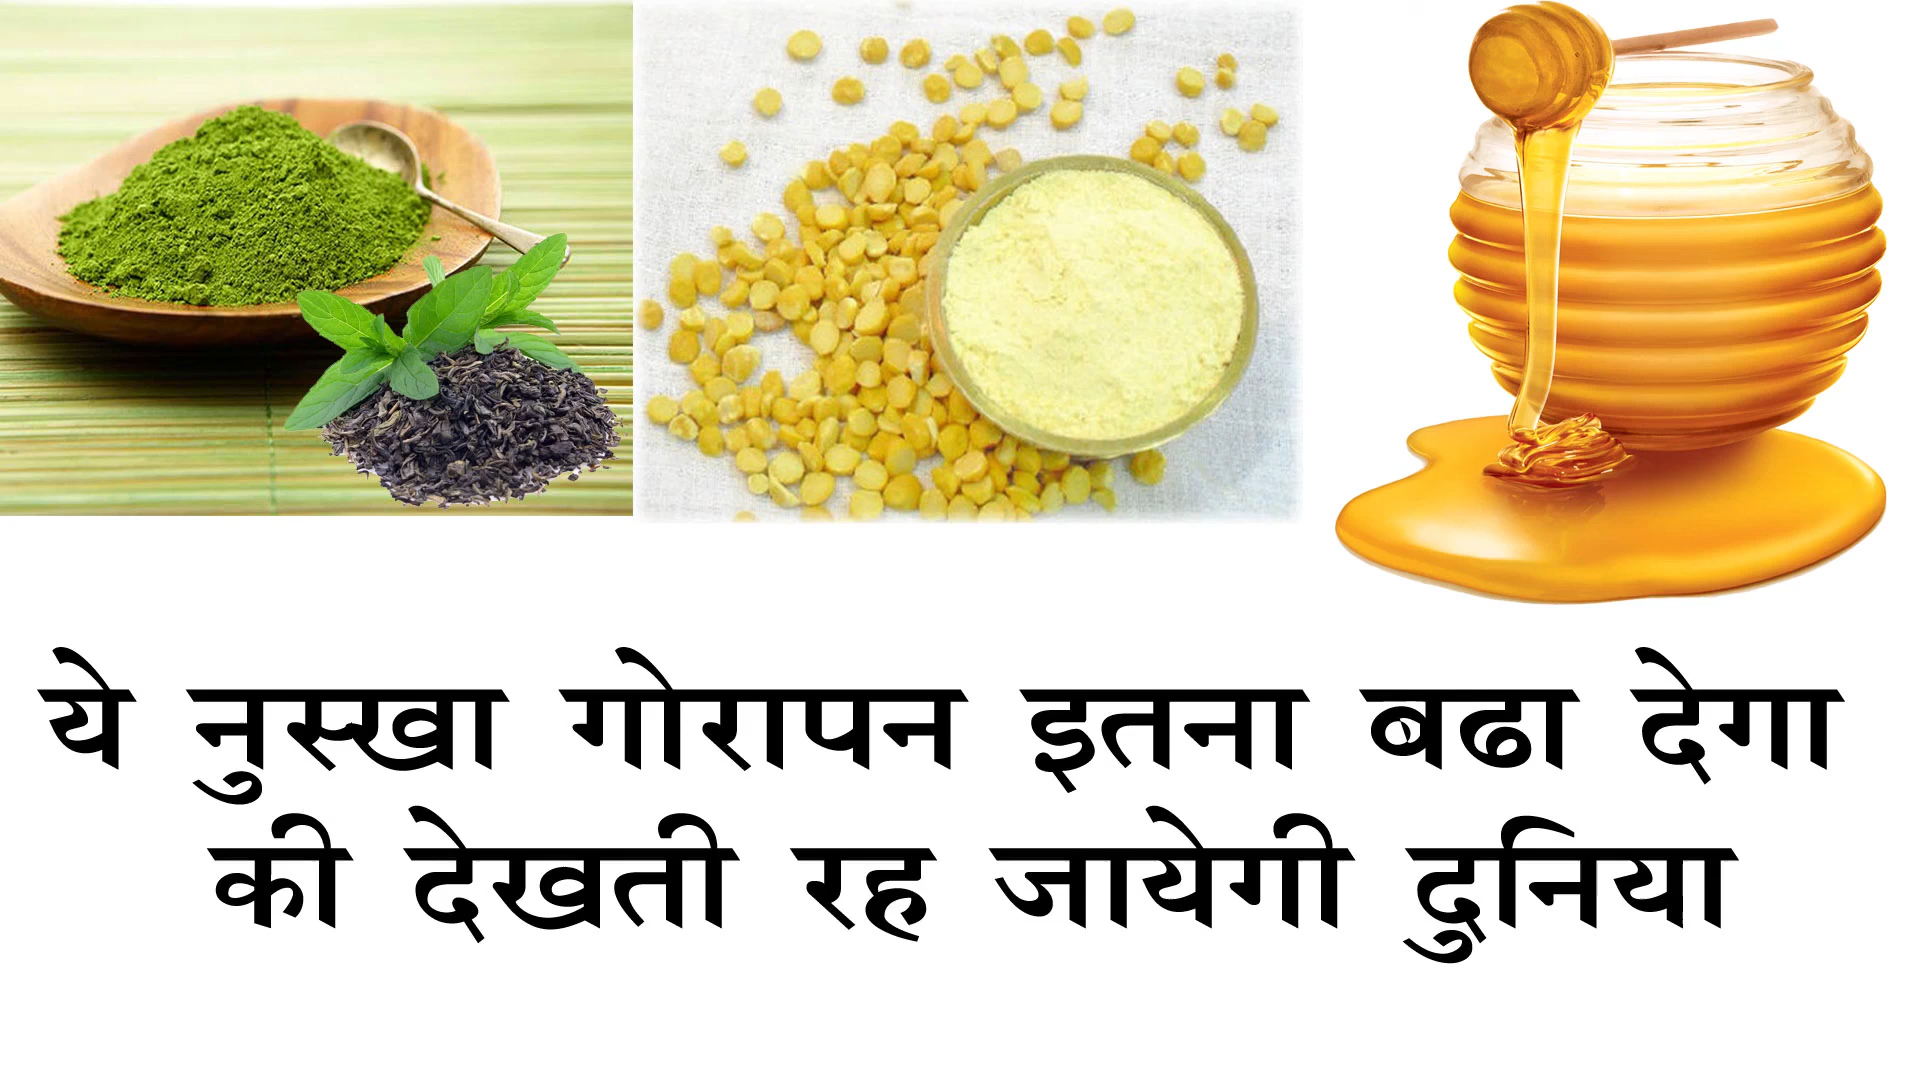 ये नुस्खा गोरापन इतना बढा देगा
की देखती रह जायेगी दुनिया